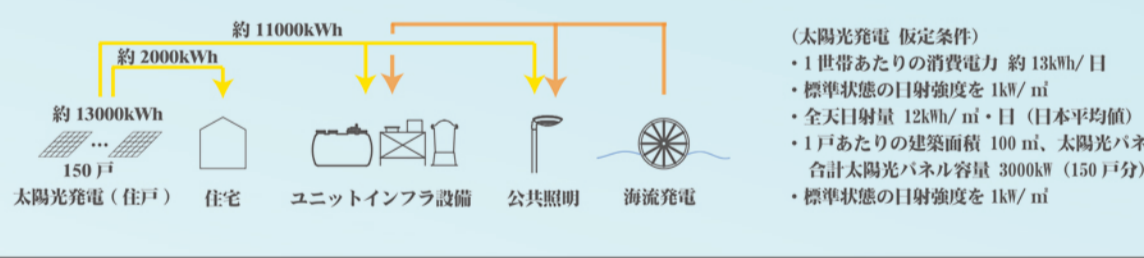 約 11000kWh
約 2000kWh
約 13000kWh
…
150 戸
太陽光発電 ( 住戸 )
住宅
ユニットインフラ設備
公共照明
海流発電
(太陽光発電 仮定条件)
・1 世帯あたりの消費電力 約 13kWh/ 日
・標準状態の日射強度を 1kW/ ㎡
・全天日射量 12kWh/ ㎡・日 (日本平均値)
・1 戸あたりの建築面積 100 ㎡、太陽光パネ
合計太陽光パネル容量 3000kW (150 戸分)
・標準状態の日射強度を 1kW/ ㎡